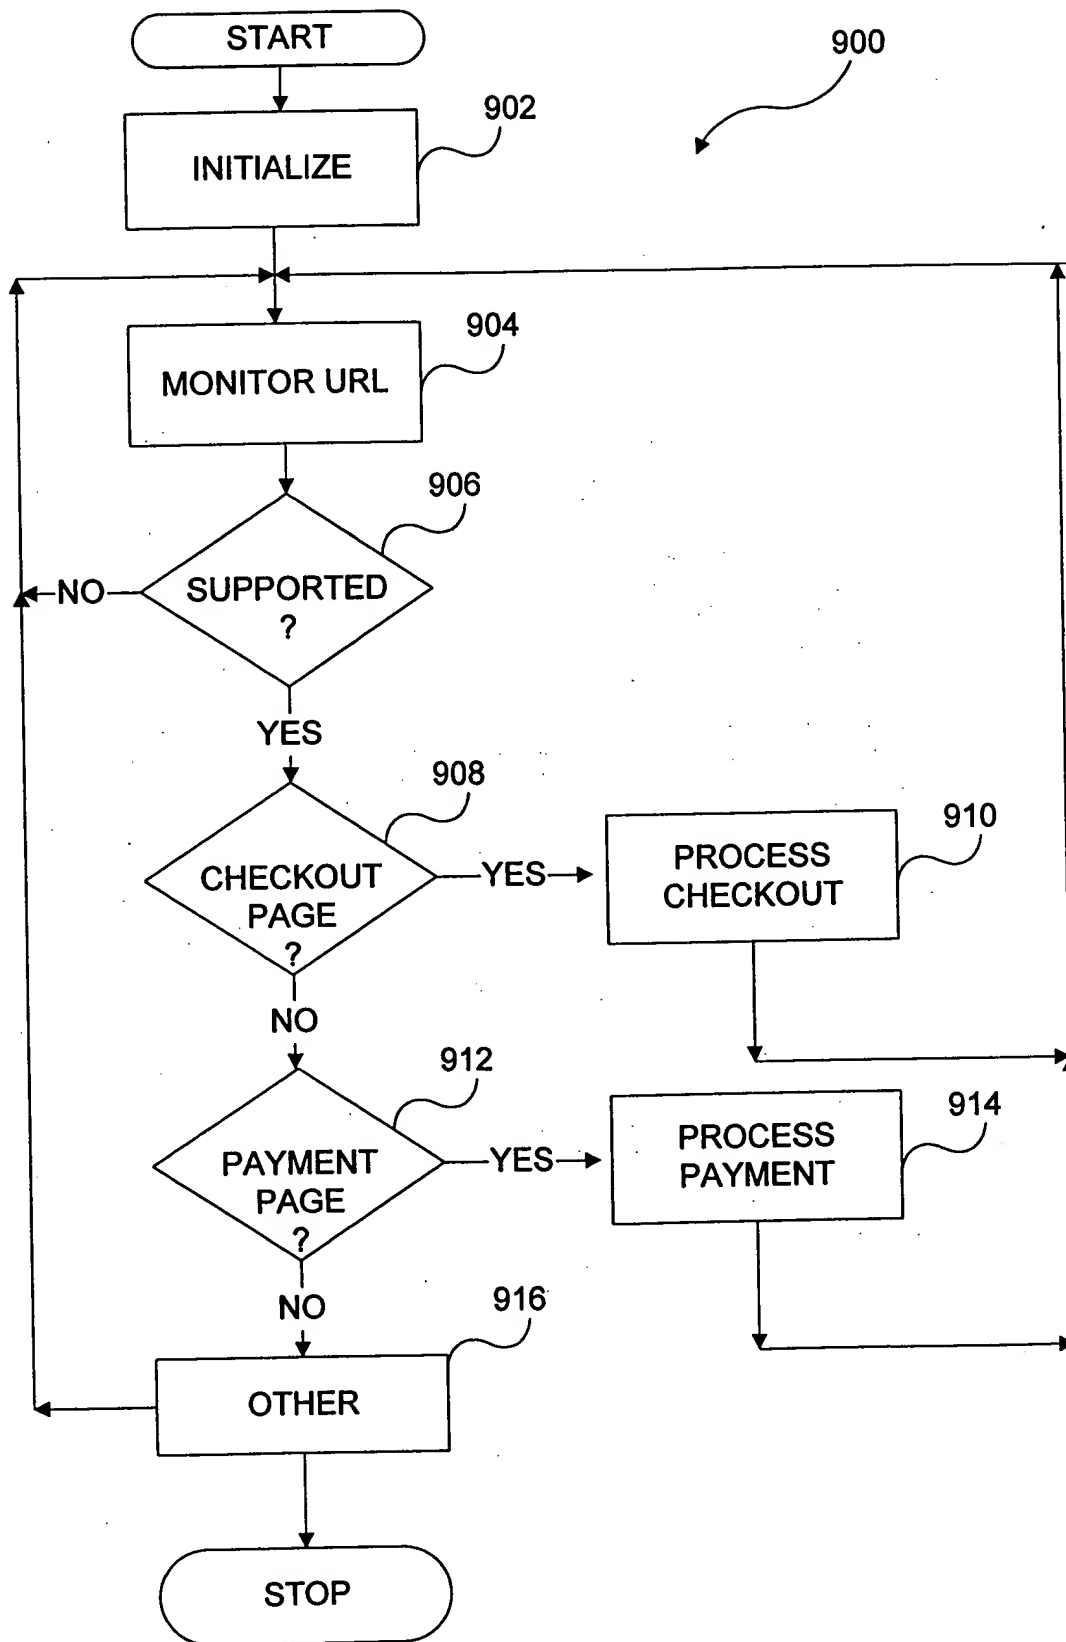 START
900
902
INITIALIZE
904
MONITOR URL
906
SUPPORTED
?
NO
YES
908
CHECKOUT
PAGE
?
YES
910
PROCESS
CHECKOUT
NO
912
PAYMENT
PAGE
?
YES
914
PROCESS
PAYMENT
NO
916
OTHER
STOP